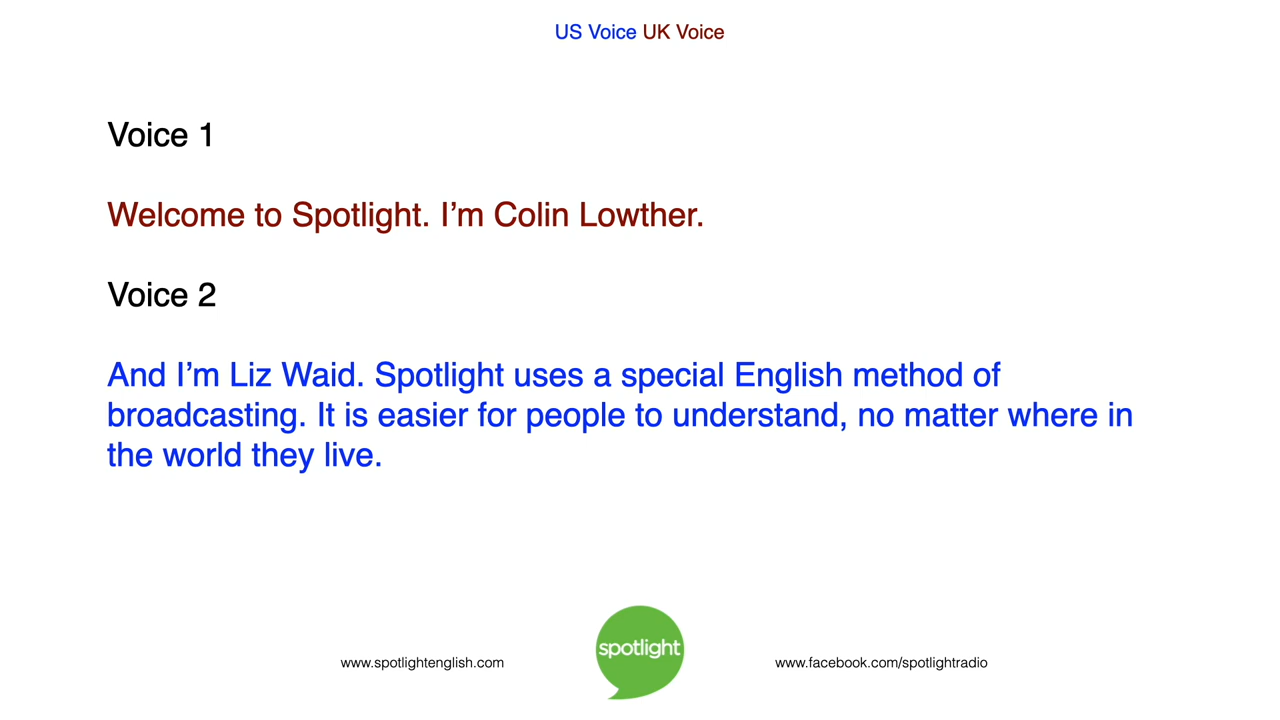 US Voice UK Voice
Voice 1
Welcome to Spotlight. I’m Colin Lowther.
Voice 2
And I’m Liz Waid. Spotlight uses a special English method of
broadcasting. It is easier for people to understand, no matter where in
the world they live.
spotlight
www.spotlightenglish.com
www.facebook.com/spotlightradio